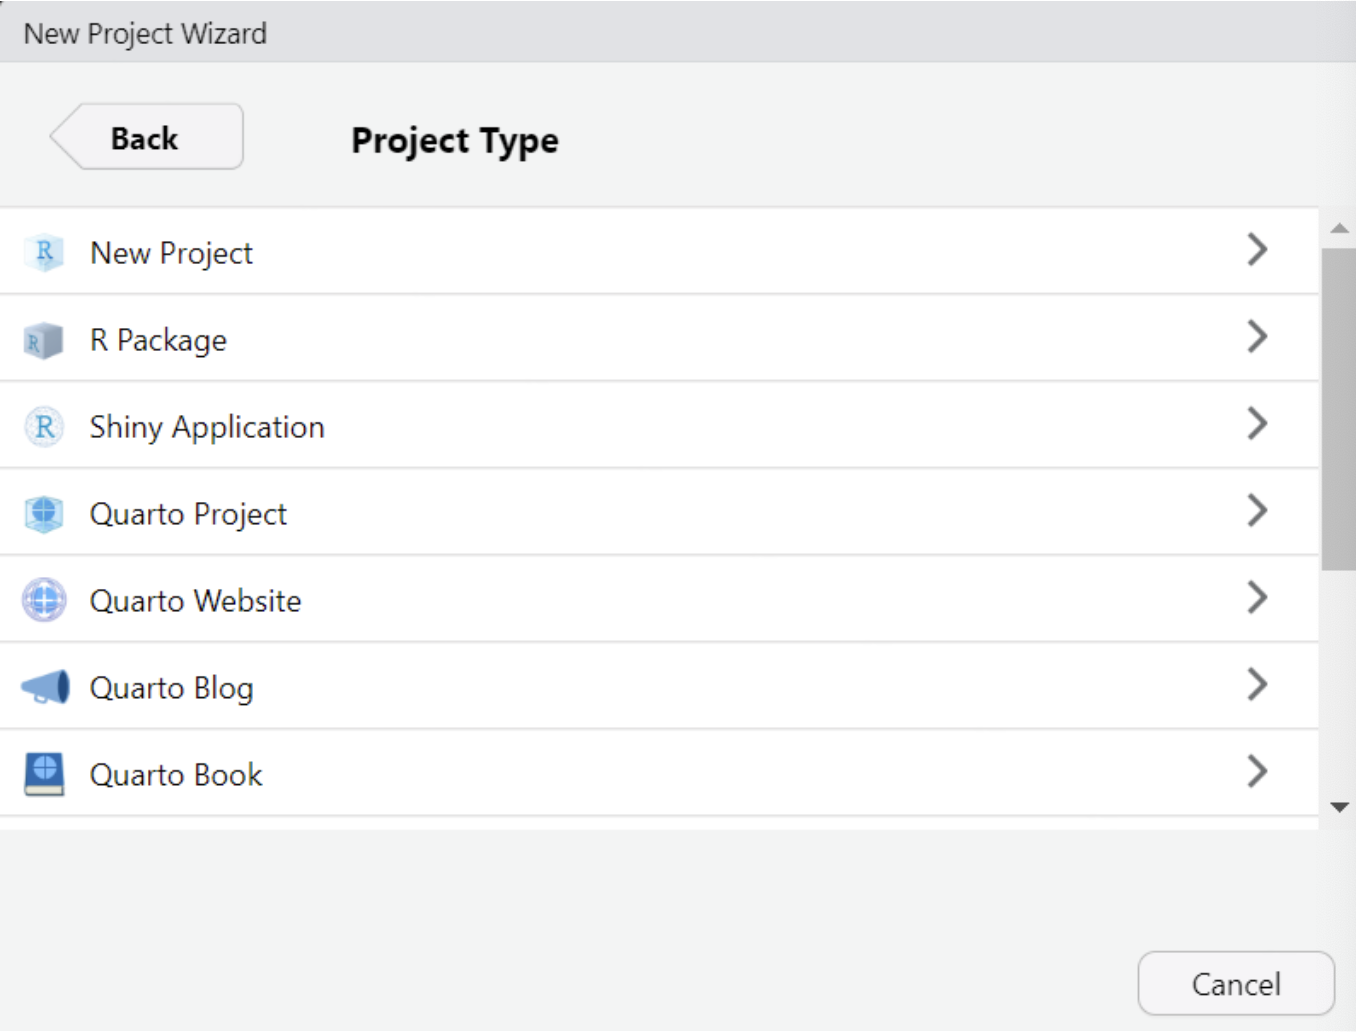 New Project Wizard
Back
Project Type
R New Project
R R Package
R Shiny Application
Quarto Project
Quarto Website
Quarto Blog
Quarto Book
Cancel